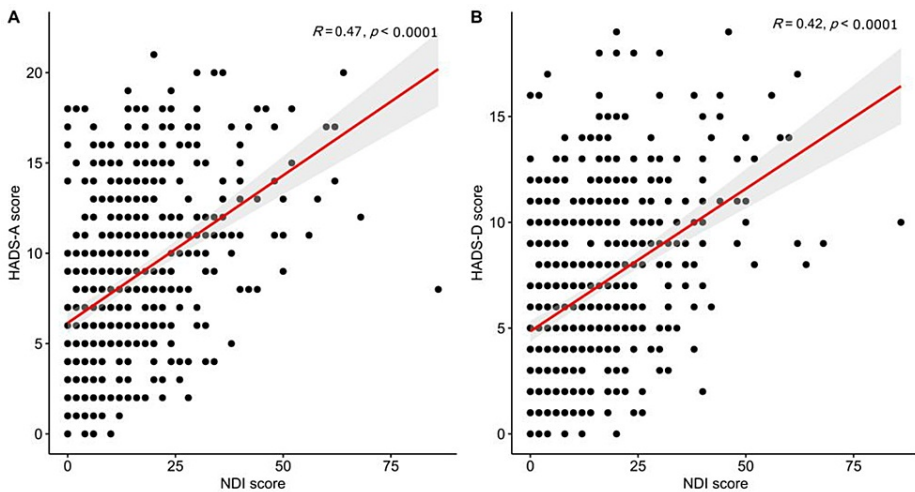 A
R = 0.47, p < 0.0001
HADS-A score
20
15
10
5
0
0 25 50 75
NDI score
B
R = 0.42, p < 0.0001
HADS-D score
15
10
5
0
0 25 50 75
NDI score